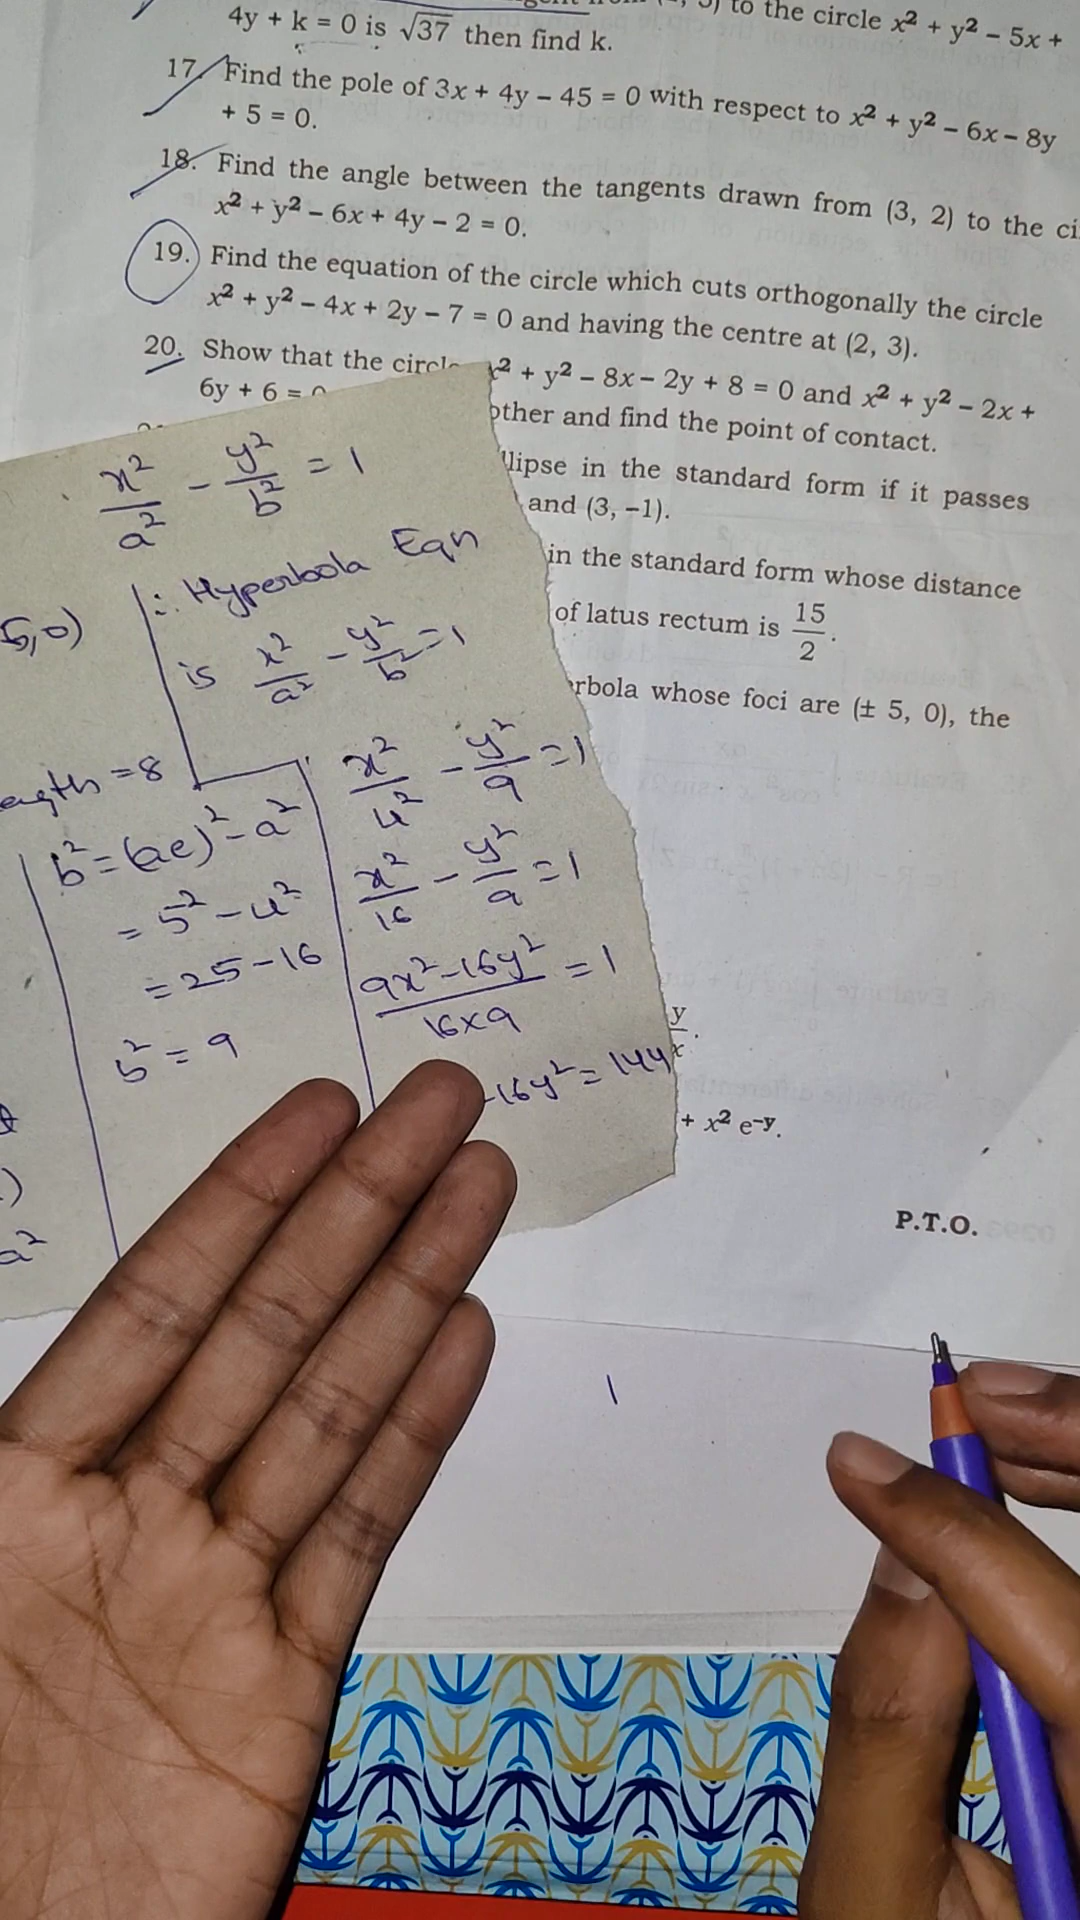 to the circle x² + y² – 5x +
4y + k = 0 is √37 then find k.
17. Find the pole of 3x + 4y – 45 = 0 with respect to x² + y² – 6x – 8y
+ 5 = 0.
18. Find the angle between the tangents drawn from (3, 2) to the ci
x² + y² – 6x + 4y – 2 = 0.
19. Find the equation of the circle which cuts orthogonally the circle
x² + y² – 4x + 2y – 7 = 0 and having the centre at (2, 3).
20. Show that the circl x² + y² – 8x – 2y + 8 = 0 and x² + y² – 2x +
6y + 6 = 0 other and find the point of contact.
llipse in the standard form if it passes
and (3, –1).
in the standard form whose distance
of latus rectum is 15/2.
rbola whose foci are (± 5, 0), the
y/x.
+ x² e⁻ʸ.
P.T.O.
x²/a² - y²/b² = 1
∴ Hyperbola Eqn
is x²/a² - y²/b² = 1
5,0)
ength = 8
b² = (ae)² - a²
= 5² - 4²
= 25 - 16
b² = 9
x²/4² - y²/9 = 1
x²/16 - y²/9 = 1
9x² - 16y²/16×9 = 1
-16y² = 144
)
a²